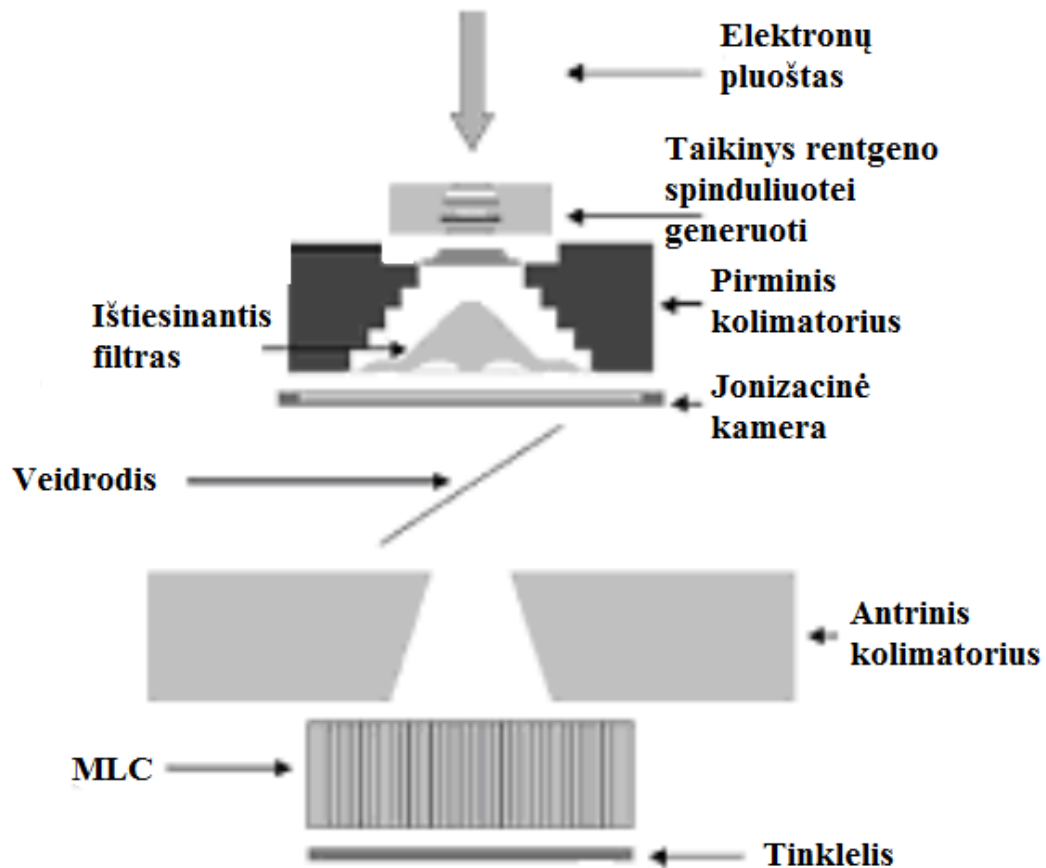 Elektronų
pluoštas
Taikinys rentgeno
spinduliuotei
generuoti
Pirminis
kolimatorius
Ištiesinantis
filtras
Jonizacinė
kamera
Veidrodis
Antrinis
kolimatorius
MLC
Tinklelis